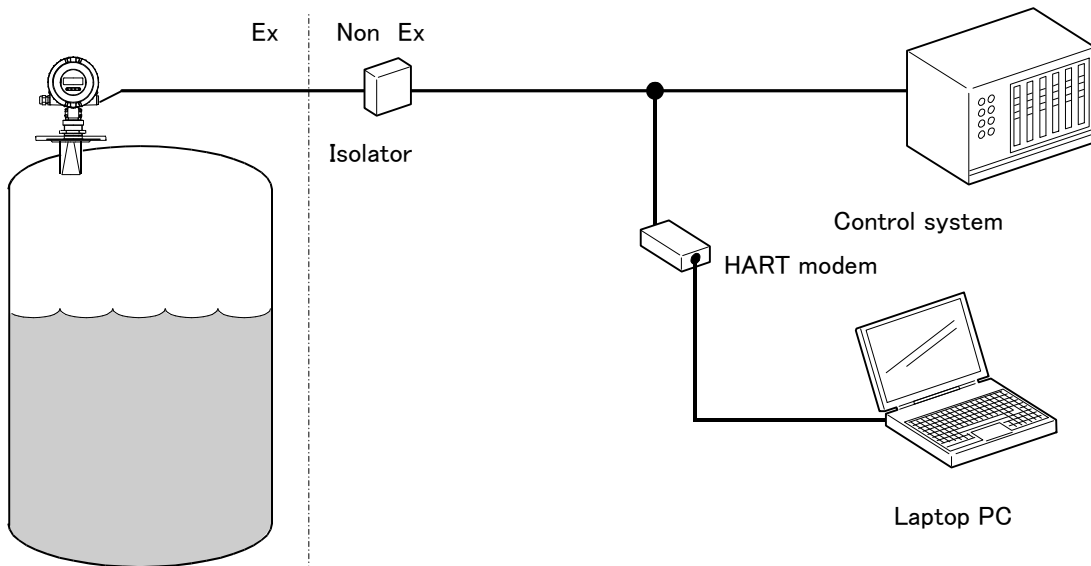 Ex Non Ex
Isolator
Control system
HART modem
Laptop PC